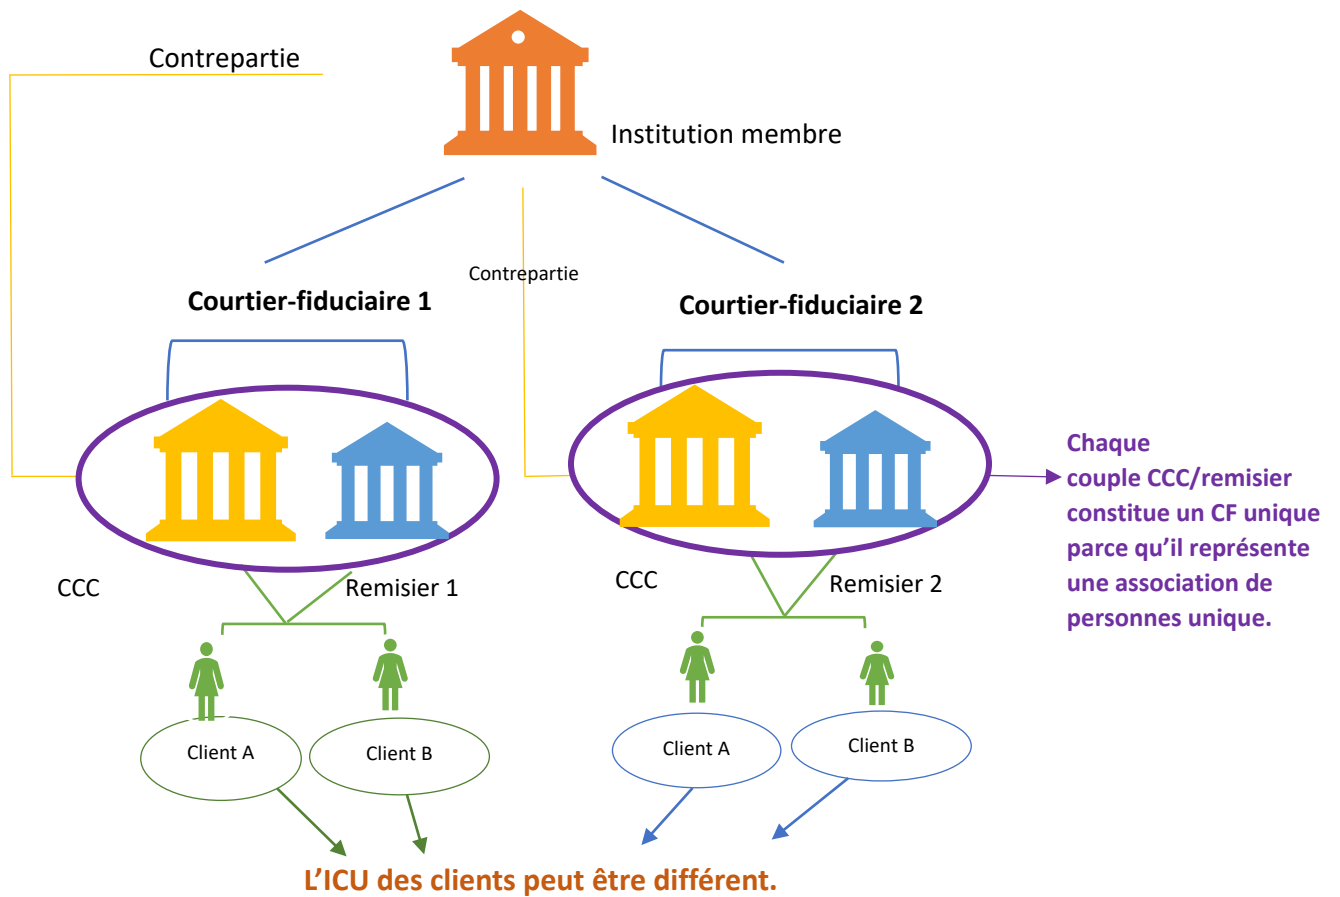 Contrepartie
Institution membre
Contrepartie
Courtier-fiduciaire 1
Courtier-fiduciaire 2
Chaque
couple CCC/remisier
constitue un CF unique
parce qu’il représente
une association de
personnes unique.
CCC
Remisier 1
CCC
Remisier 2
Client A
Client B
Client A
Client B
L’ICU des clients peut être différent.